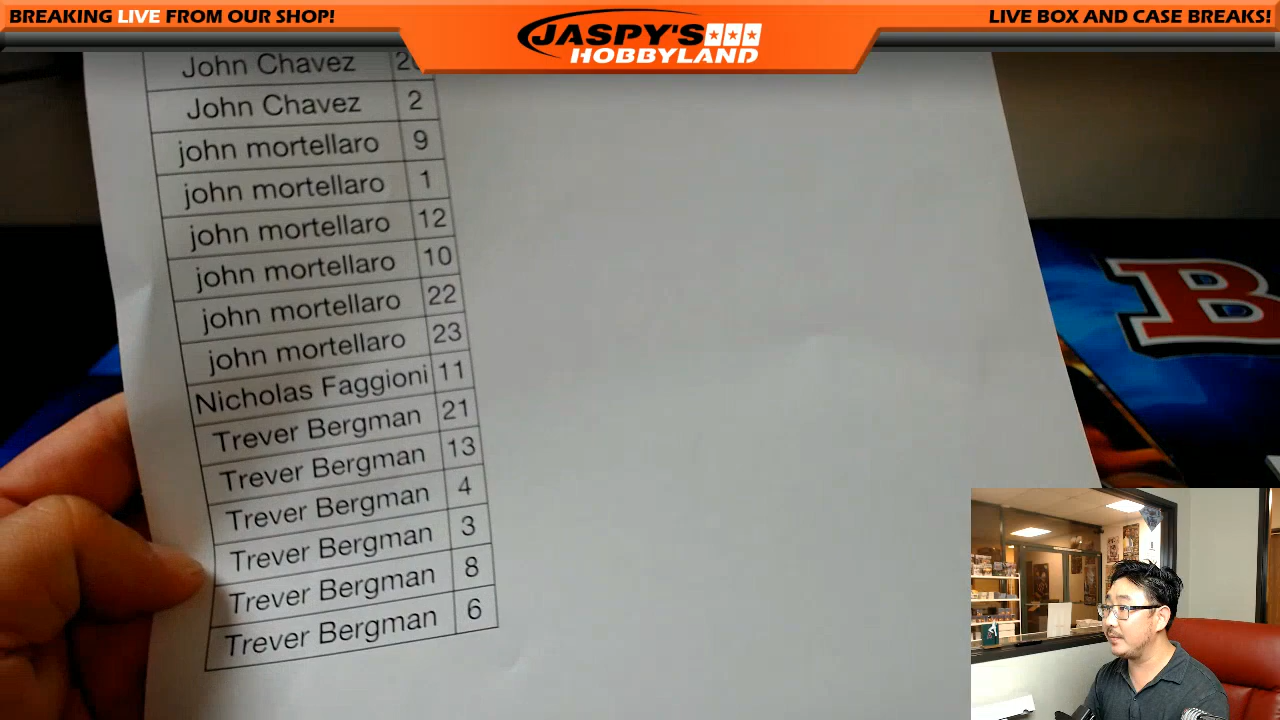 BREAKING LIVE FROM OUR SHOP!
JASPY'S
HOBBYLAND
LIVE BOX AND CASE BREAKS!
John Chavez
John Chavez 2
john mortellaro 9
john mortellaro 1
john mortellaro 12
john mortellaro 10
john mortellaro 22
john mortellaro 23
Nicholas Faggioni 11
Trever Bergman 21
Trever Bergman 13
Trever Bergman 4
Trever Bergman 3
Trever Bergman 8
Trever Bergman 6
B